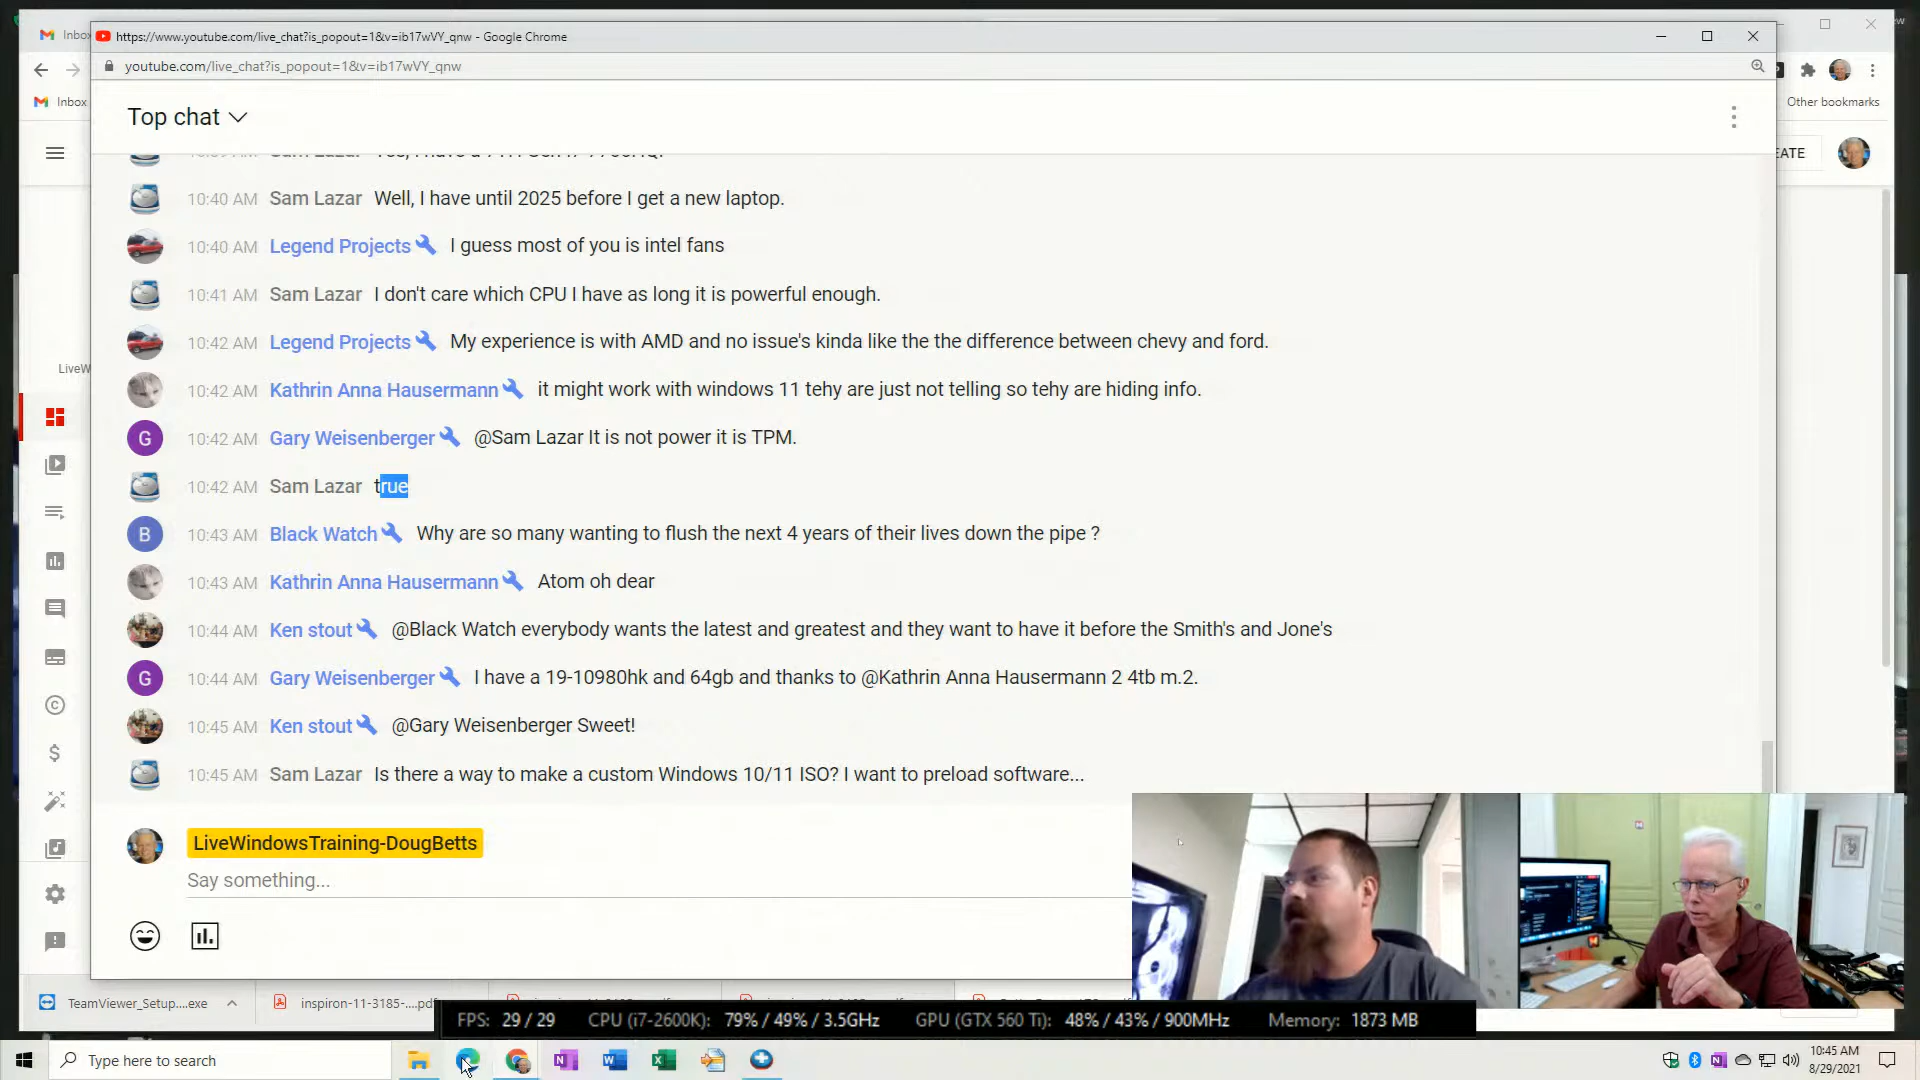 Inbo
https://www.youtube.com/live_chat?is_popout=1&v=ib17wVY_qnw - Google Chrome
youtube.com/live_chat?is_popout=1&v=ib17wVY_qnw
Inbox
Other bookmarks
Top chat
EATE
10:40 AM Sam Lazar Well, I have until 2025 before I get a new laptop.
10:40 AM Legend Projects I guess most of you is intel fans
10:41 AM Sam Lazar I don't care which CPU I have as long it is powerful enough.
10:42 AM Legend Projects My experience is with AMD and no issue's kinda like the the difference between chevy and ford.
LiveW
10:42 AM Kathrin Anna Hausermann it might work with windows 11 tehy are just not telling so tehy are hiding info.
G 10:42 AM Gary Weisenberger @Sam Lazar It is not power it is TPM.
10:42 AM Sam Lazar true
B 10:43 AM Black Watch Why are so many wanting to flush the next 4 years of their lives down the pipe ?
10:43 AM Kathrin Anna Hausermann Atom oh dear
10:44 AM Ken stout @Black Watch everybody wants the latest and greatest and they want to have it before the Smith's and Jone's
G 10:44 AM Gary Weisenberger I have a 19-10980hk and 64gb and thanks to @Kathrin Anna Hausermann 2 4tb m.2.
10:45 AM Ken stout @Gary Weisenberger Sweet!
10:45 AM Sam Lazar Is there a way to make a custom Windows 10/11 ISO? I want to preload software...
LiveWindowsTraining-DougBetts
Say something...
TeamViewer_Setup....exe
inspiron-11-3185-....pdf
FPS: 29 / 29 CPU (i7-2600K): 79% / 49% / 3.5GHz GPU (GTX 560 Ti): 48% / 43% / 900MHz Memory: 1873 MB
Type here to search
10:45 AM
8/29/2021